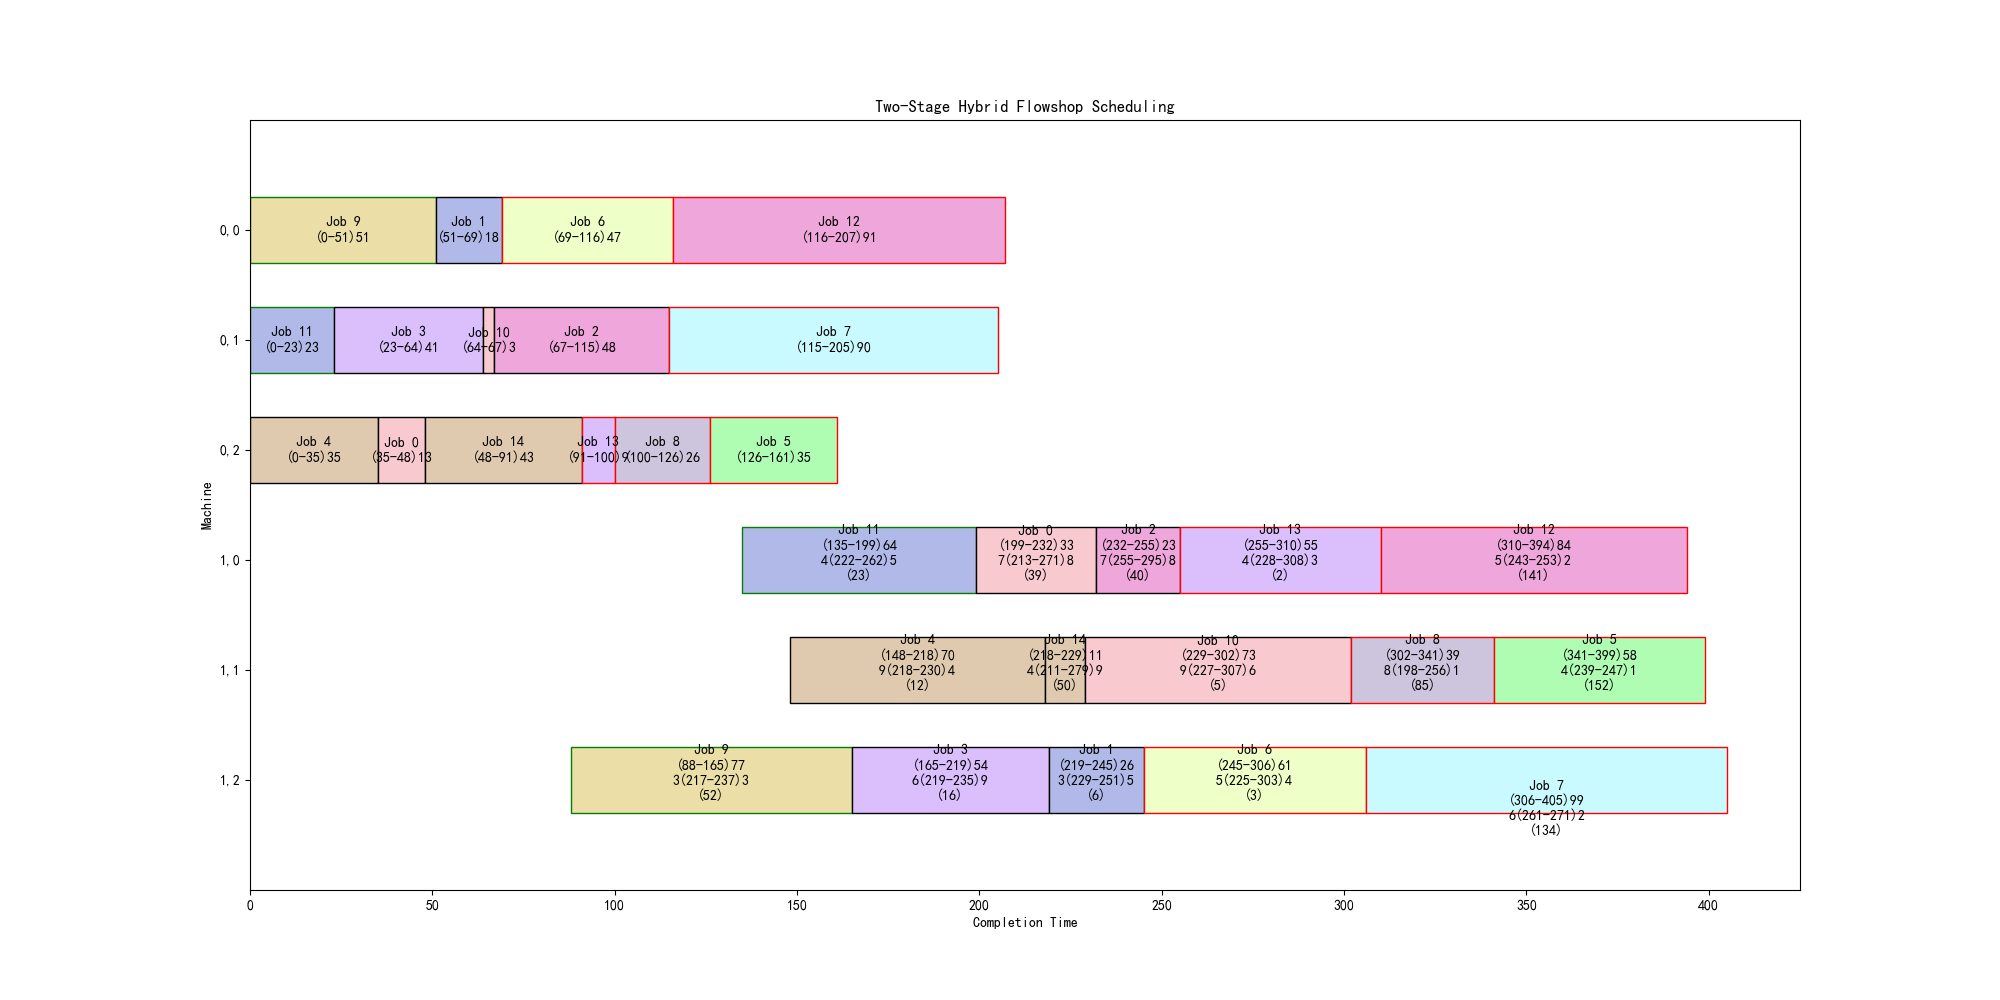 Two-Stage Hybrid Flowshop Scheduling
Machine
0,0
Job 9
(0-51)51
Job 1
(51-69)18
Job 6
(69-116)47
Job 12
(116-207)91
0,1
Job 11
(0-23)23
Job 3
(23-64)41
Job 10
(64-67)3
Job 2
(67-115)48
Job 7
(115-205)90
0,2
Job 4
(0-35)35
Job 0
(35-48)13
Job 14
(48-91)43
Job 13
(91-100)9
Job 8
(100-126)26
Job 5
(126-161)35
1,0
Job 11
(135-199)64
4(222-262)5
(23)
Job 0
(199-232)33
7(213-271)8
(39)
Job 2
(232-255)23
7(255-295)8
(40)
Job 13
(255-310)55
4(228-308)3
(2)
Job 12
(310-394)84
5(243-253)2
(141)
1,1
Job 4
(148-218)70
9(218-230)4
(12)
Job 14
(218-229)11
4(211-279)9
(50)
Job 10
(229-302)73
9(227-307)6
(5)
Job 8
(302-341)39
8(198-256)1
(85)
Job 5
(341-399)58
4(239-247)1
(152)
1,2
Job 9
(88-165)77
3(217-237)3
(52)
Job 3
(165-219)54
6(219-235)9
(16)
Job 1
(219-245)26
3(229-251)5
(6)
Job 6
(245-306)61
5(225-303)4
(3)
Job 7
(306-405)99
6(261-271)2
(134)
0
50
100
150
200
250
300
350
400
Completion Time